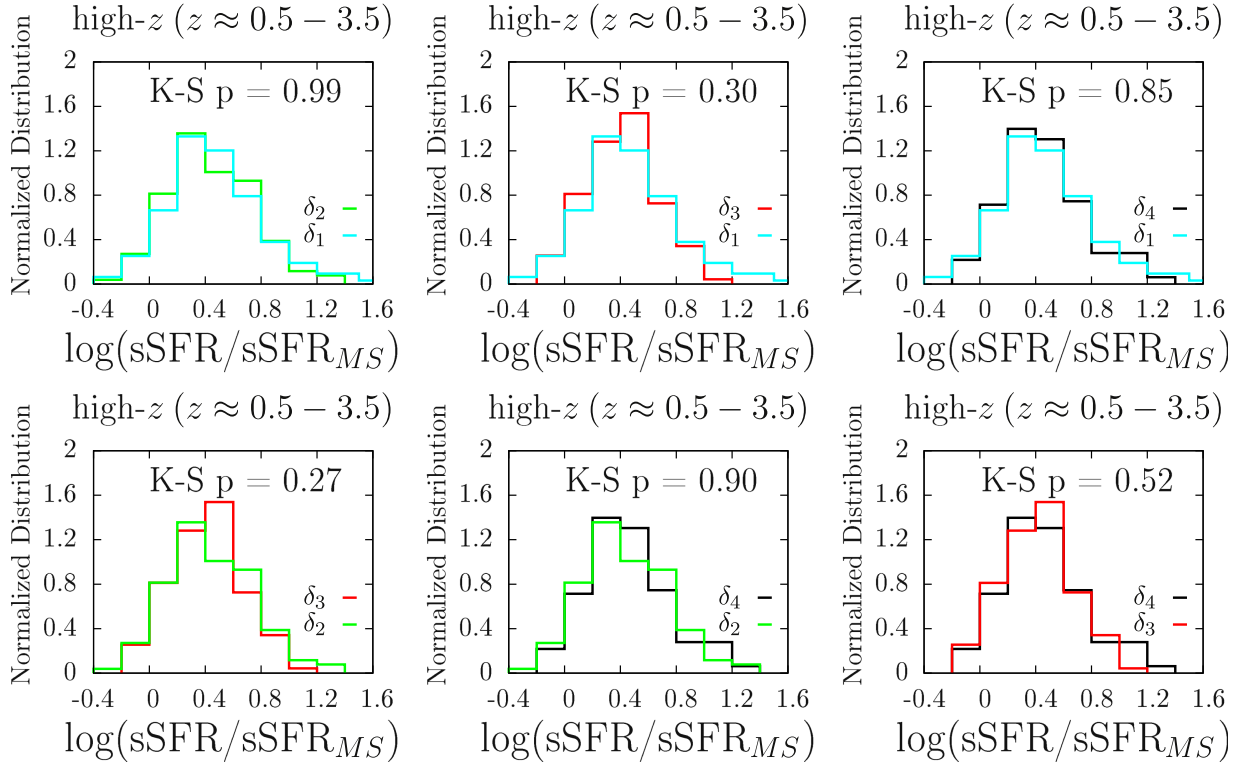 high-z (z ≈ 0.5 − 3.5)
high-z (z ≈ 0.5 − 3.5)
high-z (z ≈ 0.5 − 3.5)
Normalized Distribution
2
1.6
1.2
0.8
0.4
0
K-S p = 0.99
δ2
δ1
-0.4 0 0.4 0.8 1.2 1.6
log(sSFR/sSFRMS)
Normalized Distribution
2
1.6
1.2
0.8
0.4
0
K-S p = 0.30
δ3
δ1
-0.4 0 0.4 0.8 1.2 1.6
log(sSFR/sSFRMS)
Normalized Distribution
2
1.6
1.2
0.8
0.4
0
K-S p = 0.85
δ4
δ1
-0.4 0 0.4 0.8 1.2 1.6
log(sSFR/sSFRMS)
high-z (z ≈ 0.5 − 3.5)
high-z (z ≈ 0.5 − 3.5)
high-z (z ≈ 0.5 − 3.5)
Normalized Distribution
2
1.6
1.2
0.8
0.4
0
K-S p = 0.27
δ3
δ2
-0.4 0 0.4 0.8 1.2 1.6
log(sSFR/sSFRMS)
Normalized Distribution
2
1.6
1.2
0.8
0.4
0
K-S p = 0.90
δ4
δ2
-0.4 0 0.4 0.8 1.2 1.6
log(sSFR/sSFRMS)
Normalized Distribution
2
1.6
1.2
0.8
0.4
0
K-S p = 0.52
δ4
δ3
-0.4 0 0.4 0.8 1.2 1.6
log(sSFR/sSFRMS)